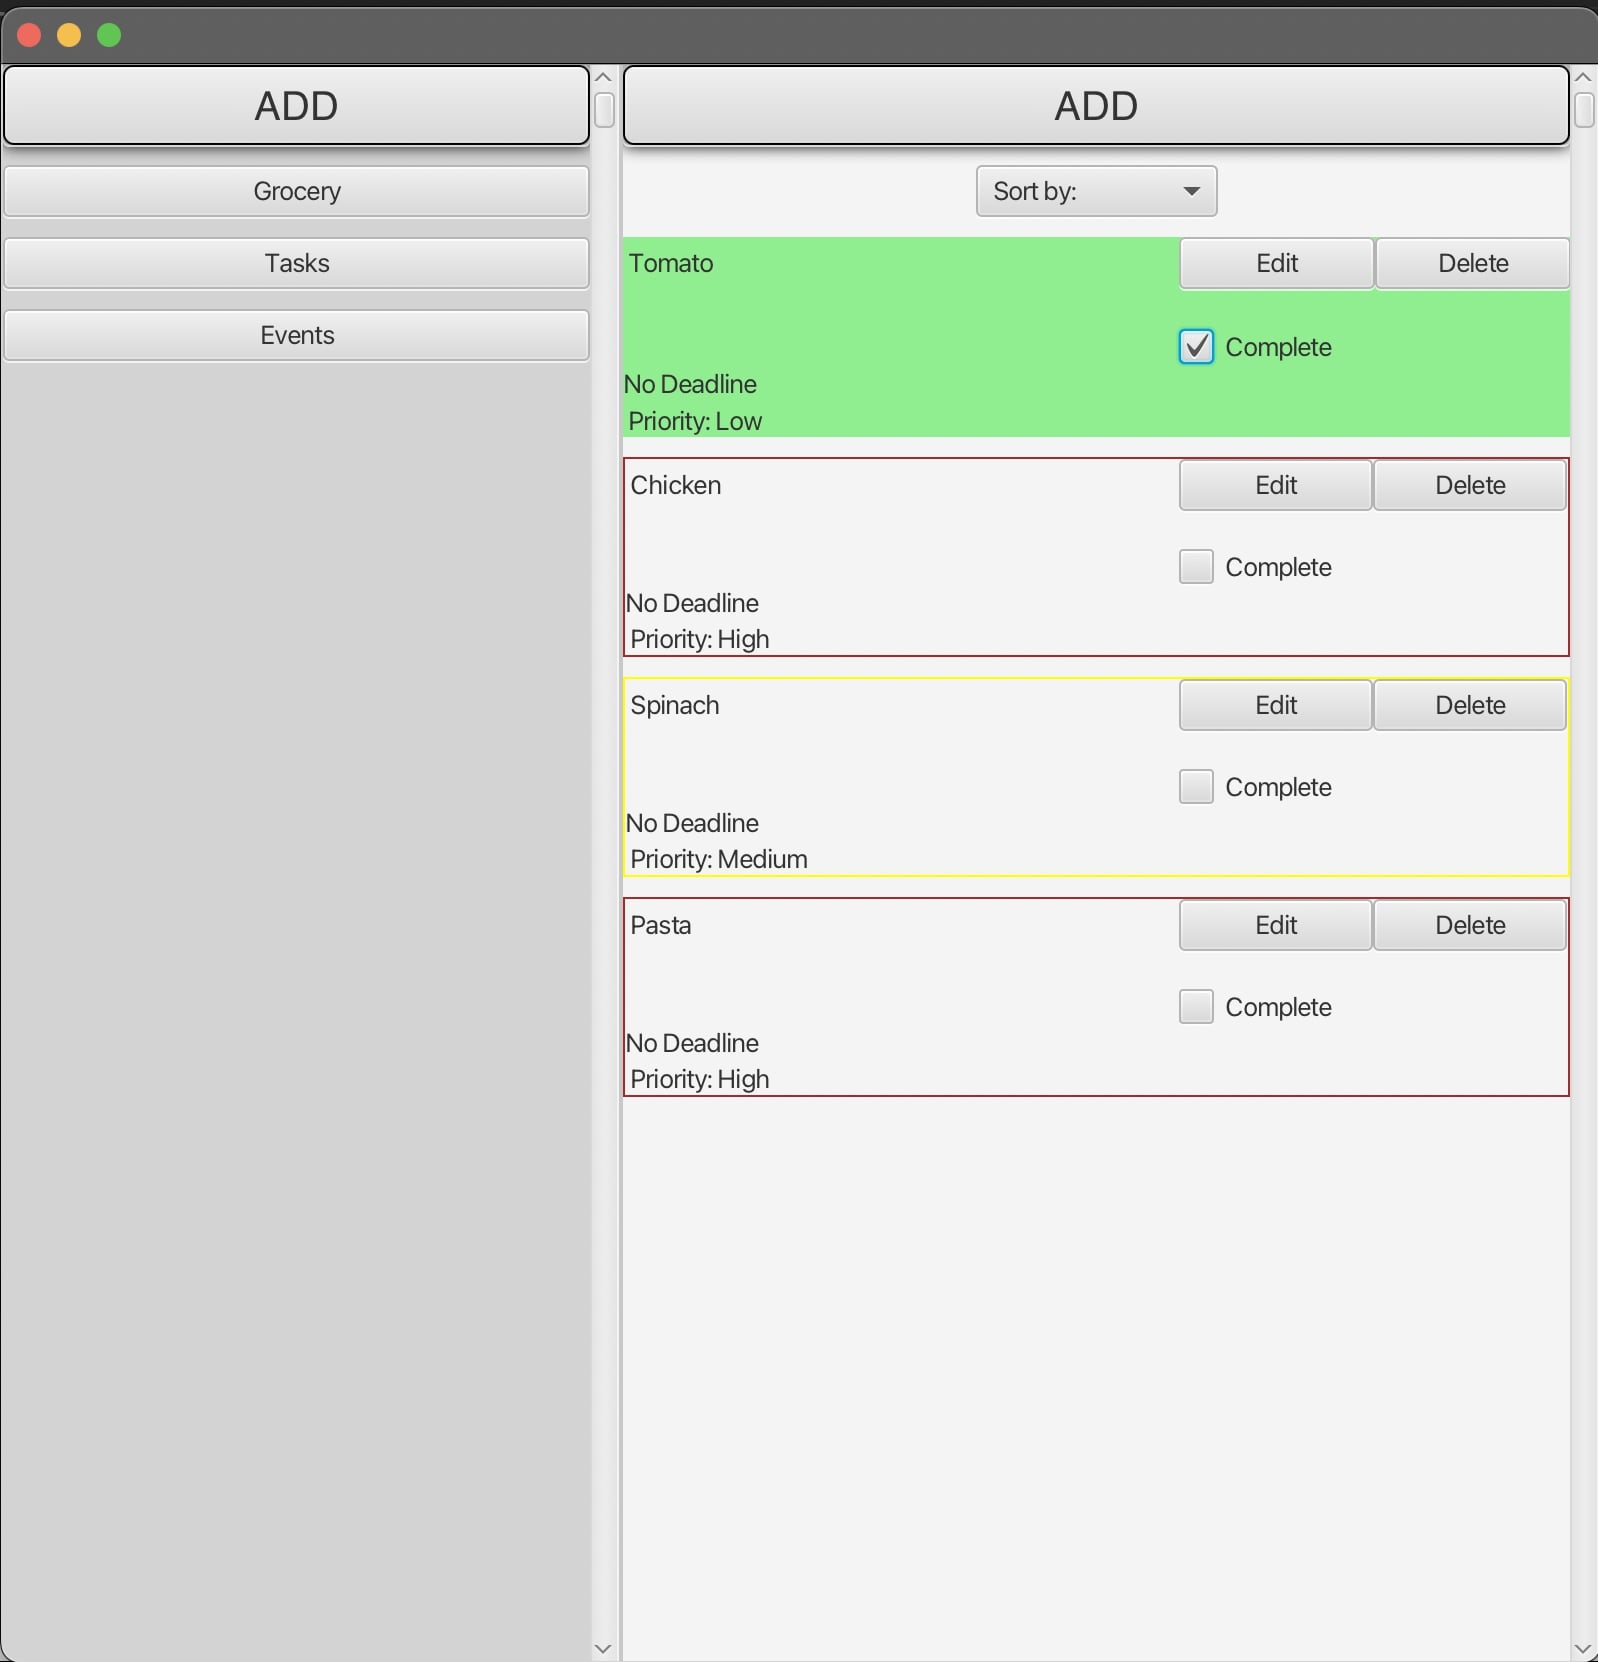 ADD
Grocery
Tasks
Events
ADD
Sort by:
Tomato Edit Delete
Complete
No Deadline
Priority: Low
Chicken Edit Delete
Complete
No Deadline
Priority: High
Spinach Edit Delete
Complete
No Deadline
Priority: Medium
Pasta Edit Delete
Complete
No Deadline
Priority: High